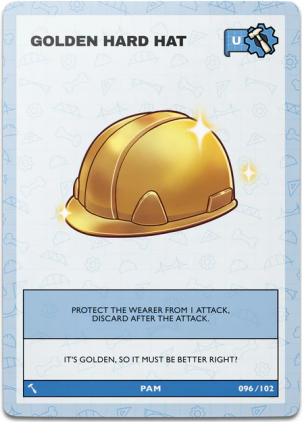 GOLDEN HARD HAT
U
PROTECT THE WEARER FROM 1 ATTACK,
DISCARD AFTER THE ATTACK.
IT'S GOLDEN, SO IT MUST BE BETTER RIGHT?
PAM
096/102